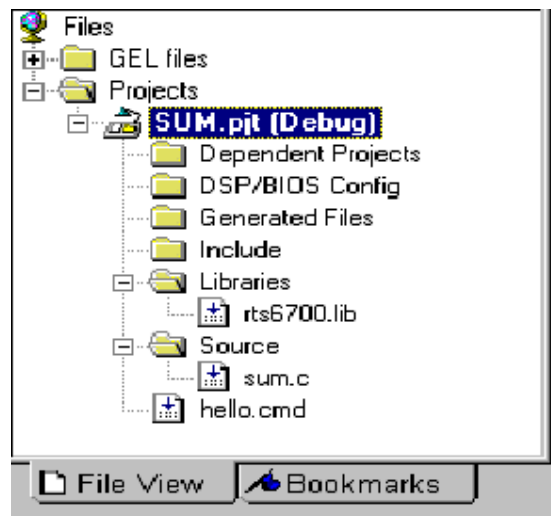 Files
GEL files
Projects
SUM.pjt (Debug)
Dependent Projects
DSP/BIOS Config
Generated Files
Include
Libraries
rts6700.lib
Source
sum.c
hello.cmd
File View Bookmarks